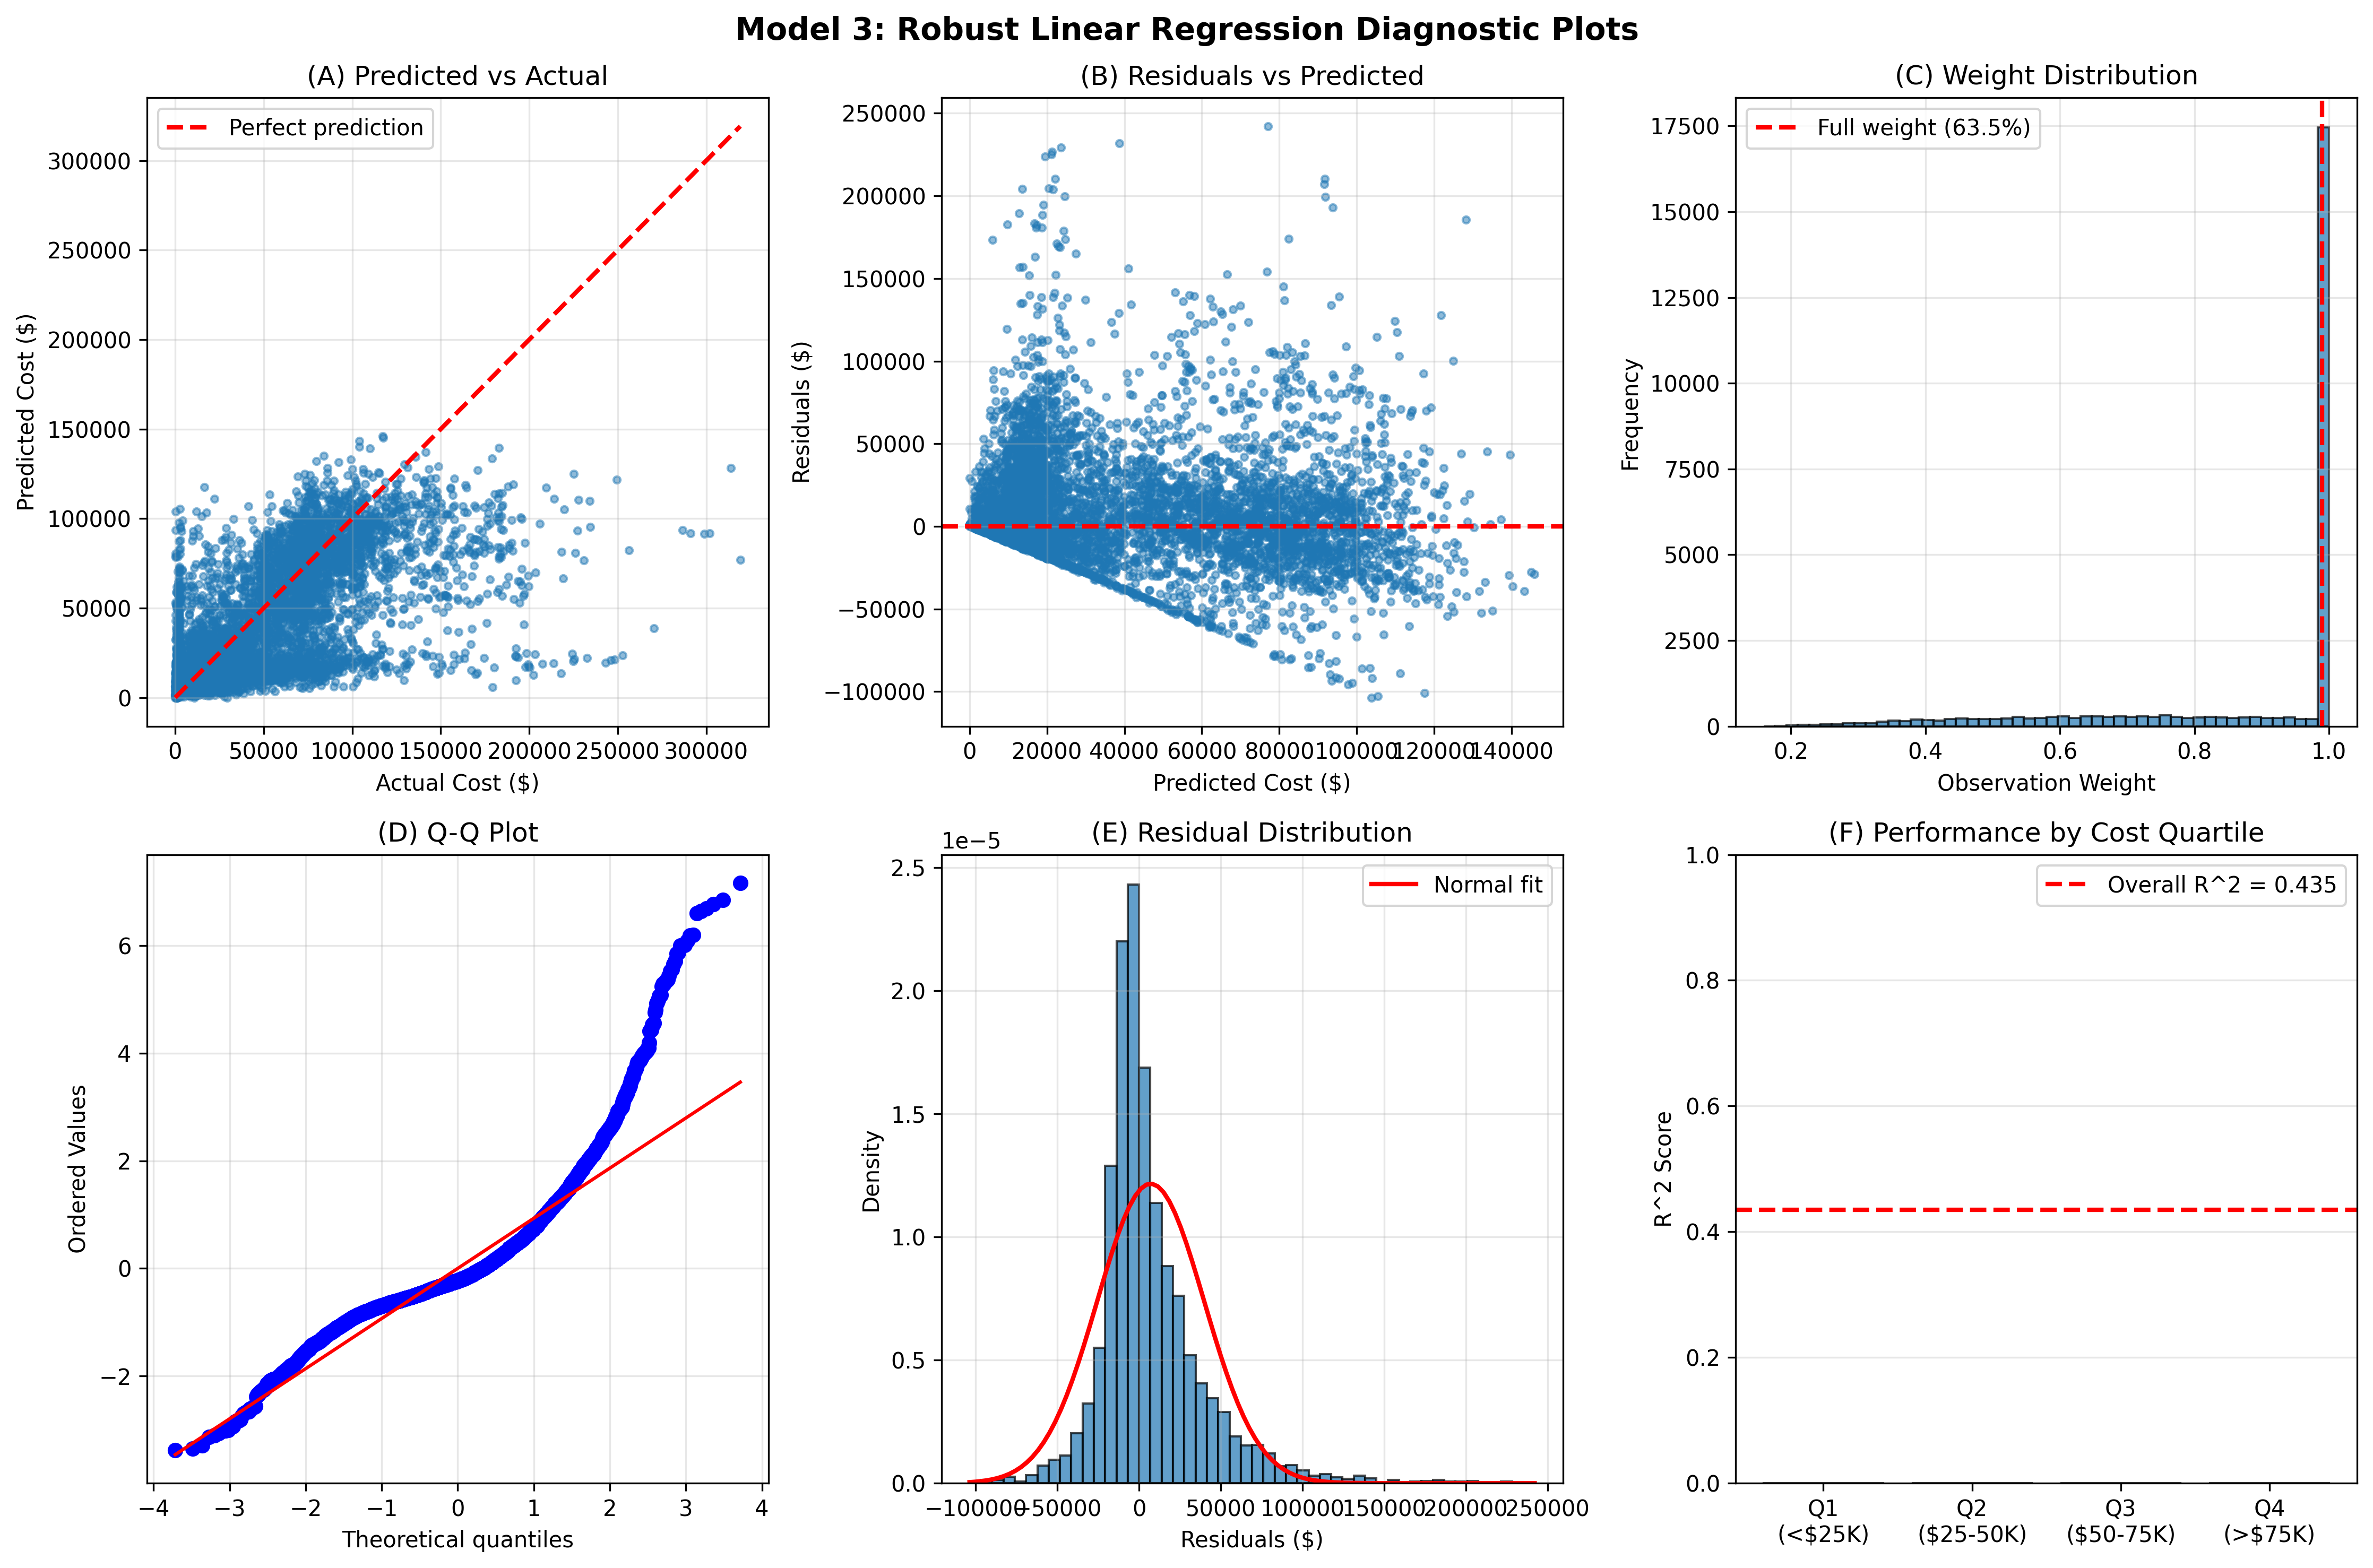 Model 3: Robust Linear Regression Diagnostic Plots
(A) Predicted vs Actual
Perfect prediction
300000
250000
200000
150000
100000
50000
0
Predicted Cost ($)
0 50000 100000 150000 200000 250000 300000
Actual Cost ($)
(B) Residuals vs Predicted
250000
200000
150000
100000
50000
0
−50000
−100000
Residuals ($)
0 20000 40000 60000 80000 100000 120000 140000
Predicted Cost ($)
(C) Weight Distribution
Full weight (63.5%)
17500
15000
12500
10000
7500
5000
2500
0
Frequency
0.2 0.4 0.6 0.8 1.0
Observation Weight
(D) Q-Q Plot
6
4
2
0
−2
Ordered Values
−4 −3 −2 −1 0 1 2 3 4
Theoretical quantiles
(E) Residual Distribution
1e−5
Normal fit
2.5
2.0
1.5
1.0
0.5
0.0
Density
−100000 −50000 0 50000 100000 150000 200000 250000
Residuals ($)
(F) Performance by Cost Quartile
Overall R^2 = 0.435
1.0
0.8
0.6
0.4
0.2
0.0
R^2 Score
Q1 Q2 Q3 Q4
(<$25K) ($25-50K) ($50-75K) (>$75K)